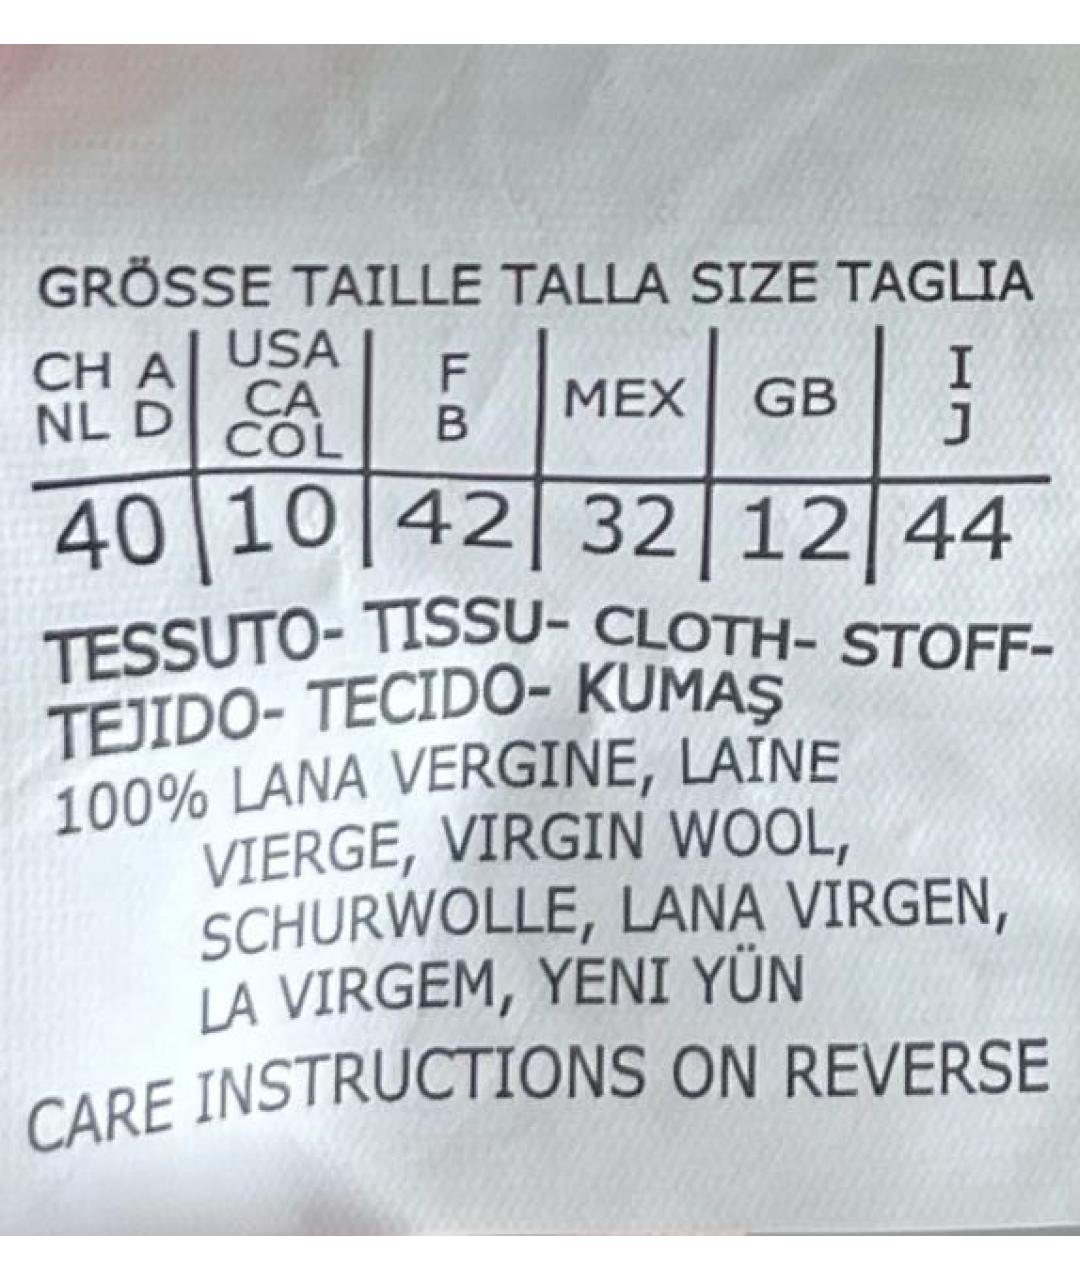 GRÖSSE TAILLE TALLA SIZE TAGLIA
CH A NL D | USA CA COL | F B | MEX | GB | I J
40 | 10 | 42 | 32 | 12 | 44
TESSUTO- TISSU- CLOTH- STOFF-
TEJIDO- TECIDO- KUMAŞ
100% LANA VERGINE, LAINE
VIERGE, VIRGIN WOOL,
SCHURWOLLE, LANA VIRGEN,
LA VIRGEM, YENI YÜN
CARE INSTRUCTIONS ON REVERSE